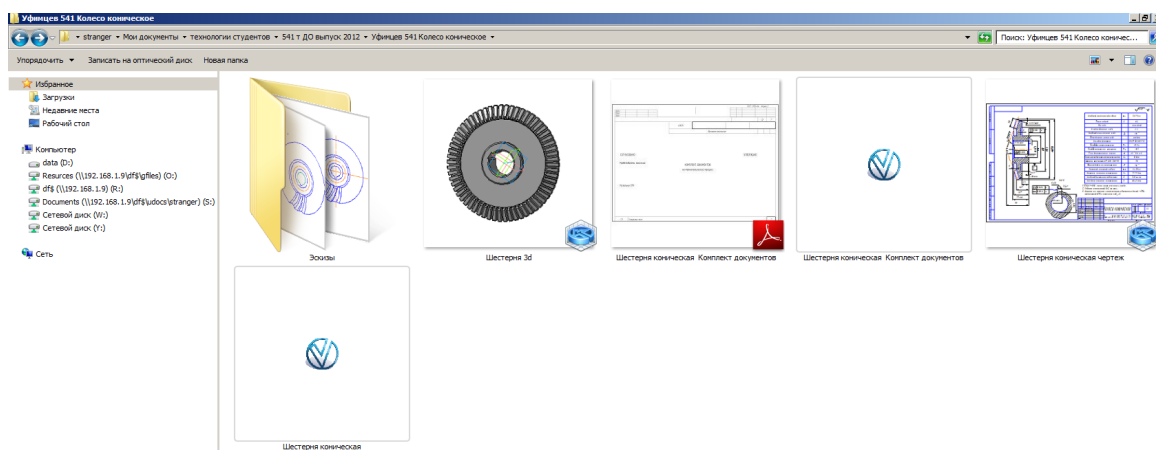 Уфимцев 541 Колесо коническое
stranger Мои документы технологии студентов 541 т ДО выпуск 2012 Уфимцев 541 Колесо коническое Поиск: Уфимцев 541 Колесо коничес...
Упорядочить Записать на оптический диск Новая папка
Избранное
Загрузки
Недавние места
Рабочий стол
Компьютер
data (D:)
Resurces (\\192.168.1.9\df$\gfiles) (O:)
df$ (\\192.168.1.9) (R:)
Documents (\\192.168.1.9\df$\udocs\stranger) (S:)
Сетевой диск (W:)
Сетевой диск (Y:)
Сеть
Эскизы Шестерня 3d Шестерня коническая Комплект документов Шестерня коническая Комплект документов Шестерня коническая чертеж
Шестерня коническая